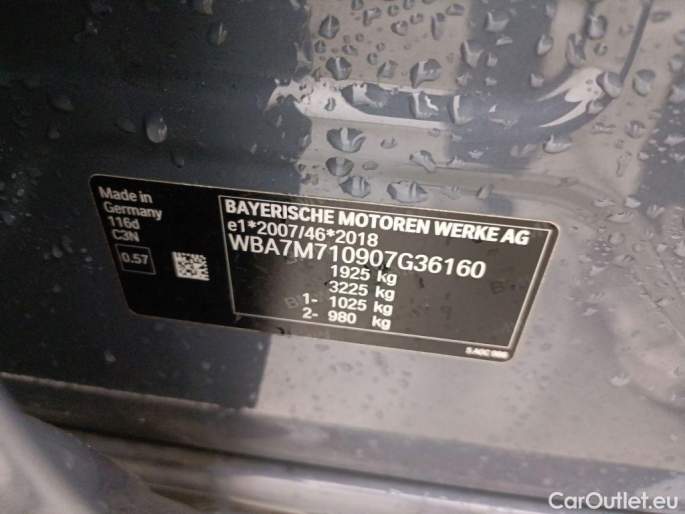 Made in
Germany
116d
C3N
0.57
BAYERISCHE MOTOREN WERKE AG
e1*2007/46*2018
WBA7M710907G36160
1925 kg
3225 kg
1- 1025 kg
2- 980 kg
CarOutlet.eu